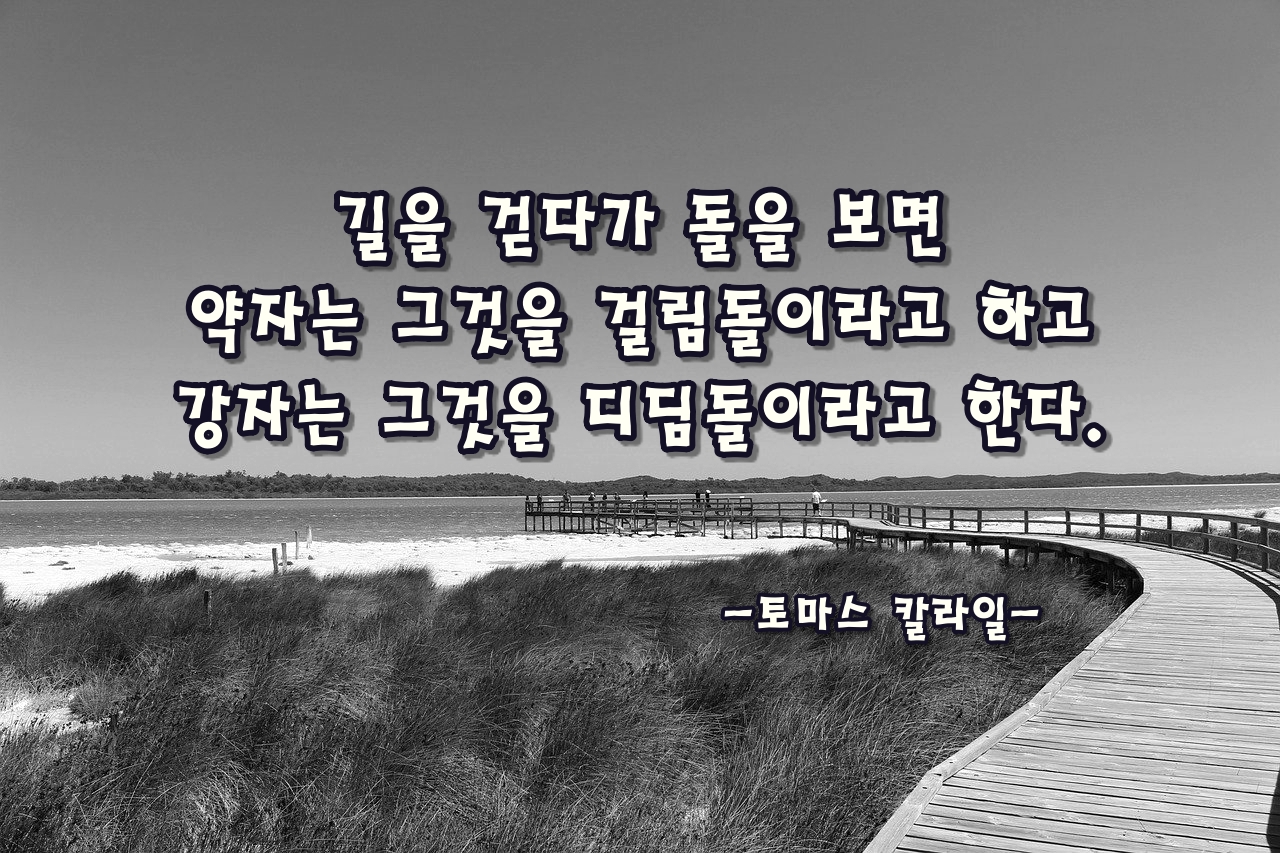 길을 걷다가 돌을 보면
약자는 그것을 걸림돌이라고 하고
강자는 그것을 디딤돌이라고 한다.
-토마스 칼라일-